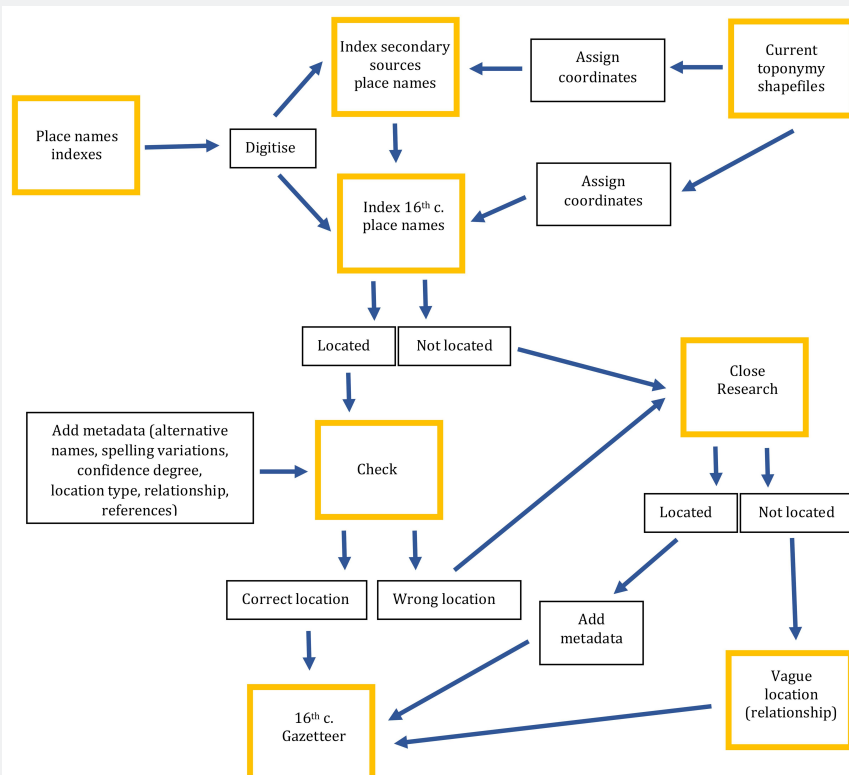 Index secondary
sources
place names
Assign
coordinates
Current
toponymy
shapefiles
Place names
indexes
Digitise
Index 16th c.
place names
Assign
coordinates
Located
Not located
Close
Research
Add metadata (alternative
names, spelling variations,
confidence degree,
location type, relationship,
references)
Check
Located
Not located
Correct location
Wrong location
Add
metadata
Vague
location
(relationship)
16th c.
Gazetteer